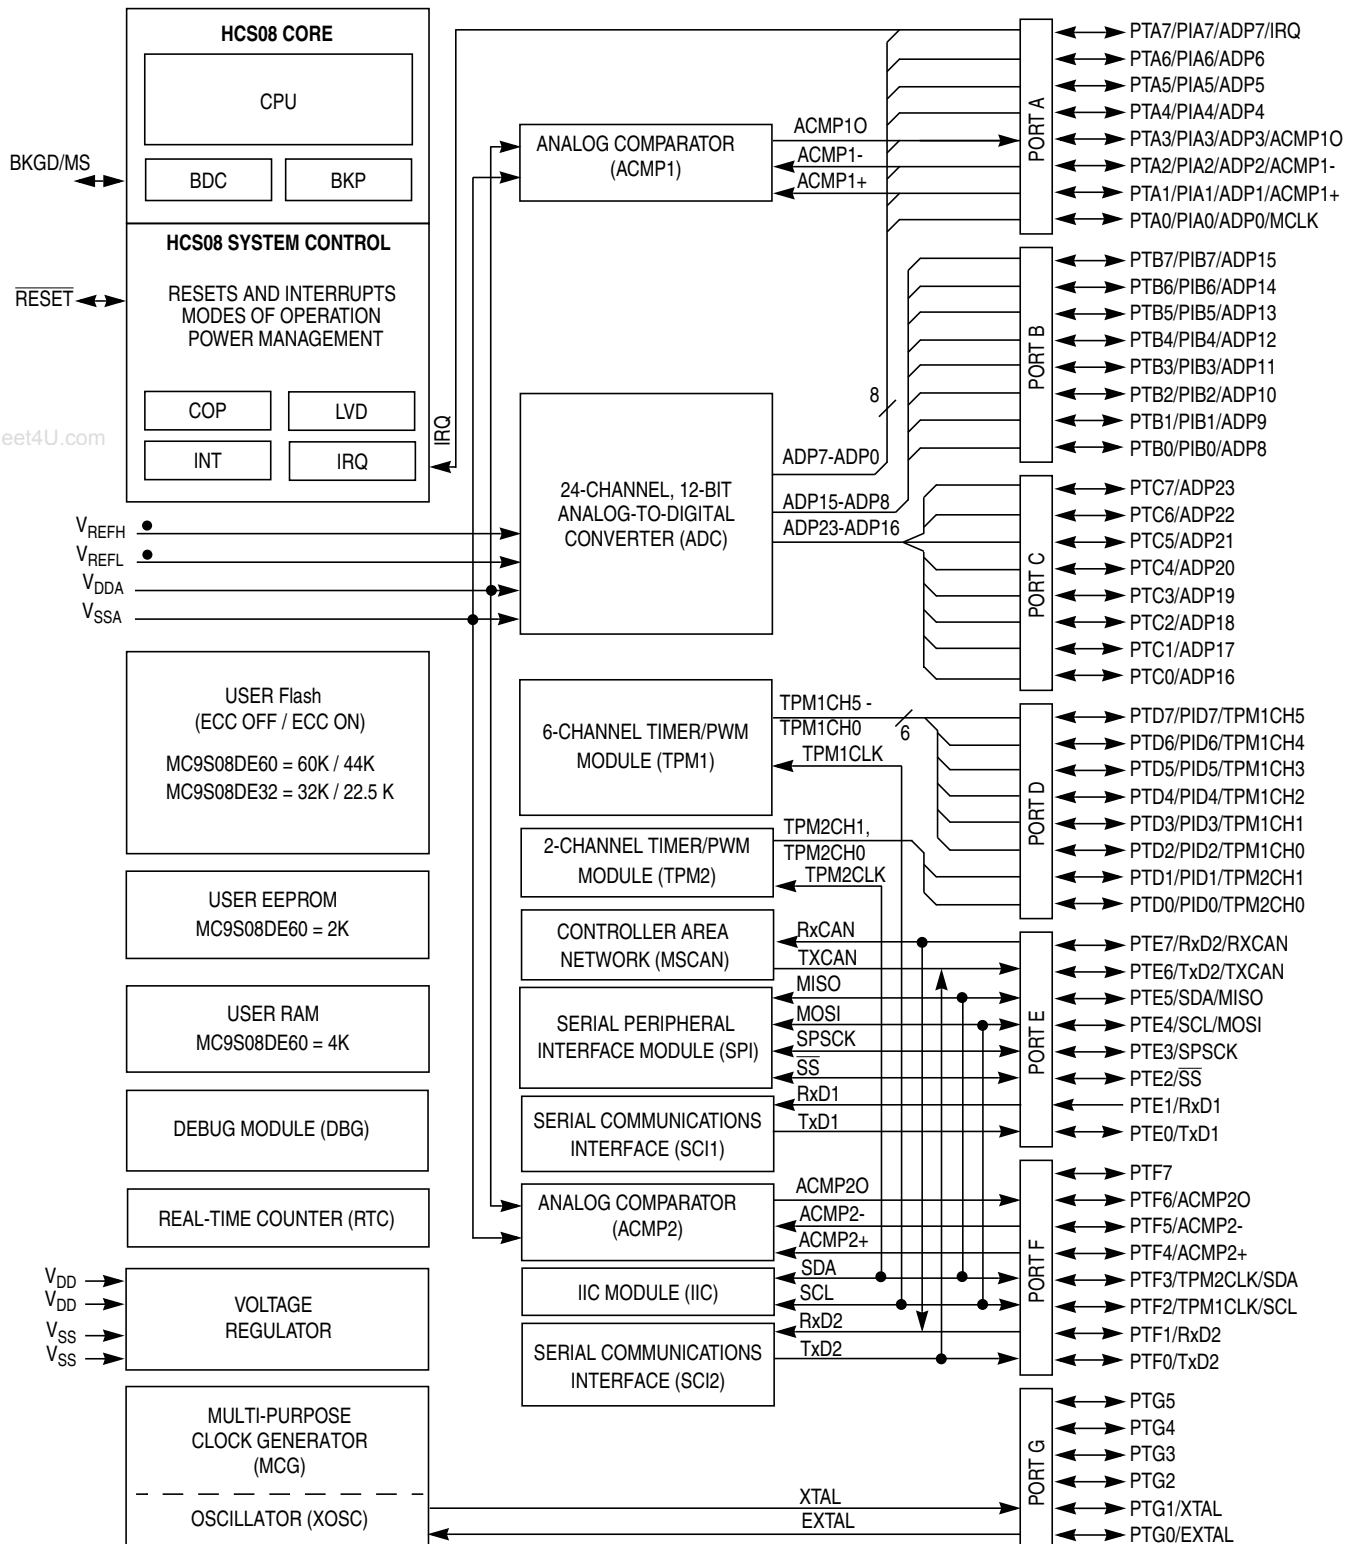 HCS08 CORE
CPU
BDC
BKP
BKGD/MS
HCS08 SYSTEM CONTROL
RESETS AND INTERRUPTS
MODES OF OPERATION
POWER MANAGEMENT
RESET
COP
LVD
INT
IRQ
IRQ
eet4U.com
VREFH
VREFL
VDDA
VSSA
USER Flash
(ECC OFF / ECC ON)
MC9S08DE60 = 60K / 44K
MC9S08DE32 = 32K / 22.5 K
USER EEPROM
MC9S08DE60 = 2K
USER RAM
MC9S08DE60 = 4K
DEBUG MODULE (DBG)
REAL-TIME COUNTER (RTC)
VDD
VDD
VSS
VSS
VOLTAGE
REGULATOR
MULTI-PURPOSE
CLOCK GENERATOR
(MCG)
OSCILLATOR (XOSC)
ANALOG COMPARATOR
(ACMP1)
ACMP1O
ACMP1-
ACMP1+
24-CHANNEL, 12-BIT
ANALOG-TO-DIGITAL
CONVERTER (ADC)
8
ADP7-ADP0
ADP15-ADP8
ADP23-ADP16
6-CHANNEL TIMER/PWM
MODULE (TPM1)
TPM1CH5 -
TPM1CH0
6
TPM1CLK
2-CHANNEL TIMER/PWM
MODULE (TPM2)
TPM2CH1,
TPM2CH0
TPM2CLK
CONTROLLER AREA
NETWORK (MSCAN)
RxCAN
TXCAN
SERIAL PERIPHERAL
INTERFACE MODULE (SPI)
MISO
MOSI
SPSCK
SS
SERIAL COMMUNICATIONS
INTERFACE (SCI1)
RxD1
TxD1
ANALOG COMPARATOR
(ACMP2)
ACMP2O
ACMP2-
ACMP2+
IIC MODULE (IIC)
SDA
SCL
SERIAL COMMUNICATIONS
INTERFACE (SCI2)
RxD2
TxD2
XTAL
EXTAL
PORT A
PTA7/PIA7/ADP7/IRQ
PTA6/PIA6/ADP6
PTA5/PIA5/ADP5
PTA4/PIA4/ADP4
PTA3/PIA3/ADP3/ACMP1O
PTA2/PIA2/ADP2/ACMP1-
PTA1/PIA1/ADP1/ACMP1+
PTA0/PIA0/ADP0/MCLK
PORT B
PTB7/PIB7/ADP15
PTB6/PIB6/ADP14
PTB5/PIB5/ADP13
PTB4/PIB4/ADP12
PTB3/PIB3/ADP11
PTB2/PIB2/ADP10
PTB1/PIB1/ADP9
PTB0/PIB0/ADP8
PORT C
PTC7/ADP23
PTC6/ADP22
PTC5/ADP21
PTC4/ADP20
PTC3/ADP19
PTC2/ADP18
PTC1/ADP17
PTC0/ADP16
PORT D
PTD7/PID7/TPM1CH5
PTD6/PID6/TPM1CH4
PTD5/PID5/TPM1CH3
PTD4/PID4/TPM1CH2
PTD3/PID3/TPM1CH1
PTD2/PID2/TPM1CH0
PTD1/PID1/TPM2CH1
PTD0/PID0/TPM2CH0
PORT E
PTE7/RxD2/RXCAN
PTE6/TxD2/TXCAN
PTE5/SDA/MISO
PTE4/SCL/MOSI
PTE3/SPSCK
PTE2/SS
PTE1/RxD1
PTE0/TxD1
PORT F
PTF7
PTF6/ACMP2O
PTF5/ACMP2-
PTF4/ACMP2+
PTF3/TPM2CLK/SDA
PTF2/TPM1CLK/SCL
PTF1/RxD2
PTF0/TxD2
PORT G
PTG5
PTG4
PTG3
PTG2
PTG1/XTAL
PTG0/EXTAL